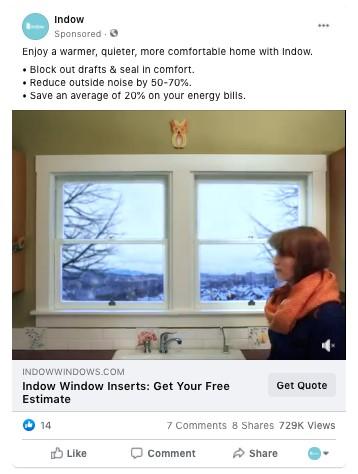 Indow
Sponsored ·
Enjoy a warmer, quieter, more comfortable home with Indow.
• Block out drafts & seal in comfort.
• Reduce outside noise by 50-70%.
• Save an average of 20% on your energy bills.
INDOWWINDOWS.COM
Indow Window Inserts: Get Your Free
Estimate
Get Quote
14
7 Comments 8 Shares 729K Views
Like
Comment
Share